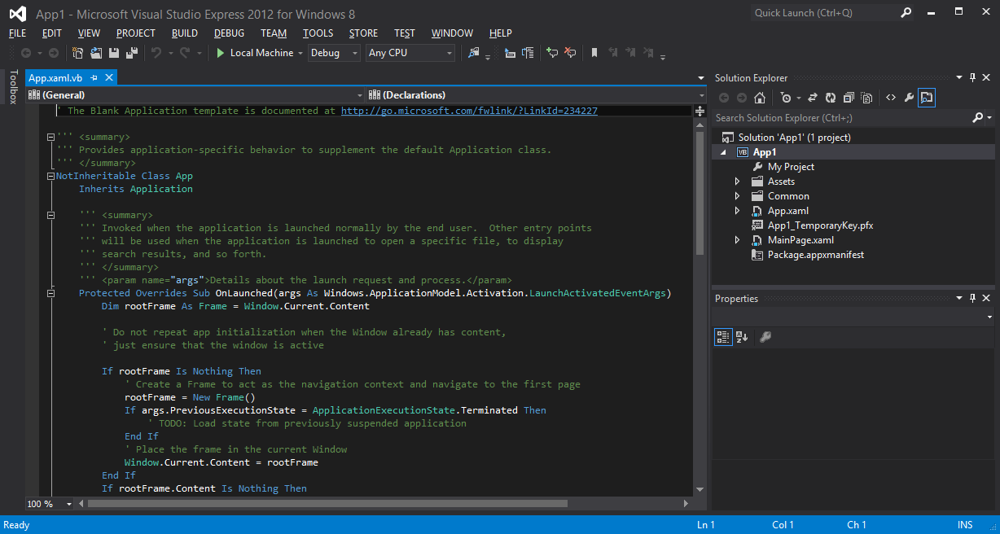 App1 - Microsoft Visual Studio Express 2012 for Windows 8
Quick Launch (Ctrl+Q)
FILE EDIT VIEW PROJECT BUILD DEBUG TEAM TOOLS STORE TEST WINDOW HELP
Local Machine Debug Any CPU
Toolbox
App.xaml.vb
(General) (Declarations)
' The Blank Application template is documented at http://go.microsoft.com/fwlink/?LinkId=234227
''' <summary>
''' Provides application-specific behavior to supplement the default Application class.
''' </summary>
NotInheritable Class App
Inherits Application
''' <summary>
''' Invoked when the application is launched normally by the end user.  Other entry points
''' will be used when the application is launched to open a specific file, to display
''' search results, and so forth.
''' </summary>
''' <param name="args">Details about the launch request and process.</param>
Protected Overrides Sub OnLaunched(args As Windows.ApplicationModel.Activation.LaunchActivatedEventArgs)
Dim rootFrame As Frame = Window.Current.Content
' Do not repeat app initialization when the Window already has content,
' just ensure that the window is active
If rootFrame Is Nothing Then
' Create a Frame to act as the navigation context and navigate to the first page
rootFrame = New Frame()
If args.PreviousExecutionState = ApplicationExecutionState.Terminated Then
' TODO: Load state from previously suspended application
End If
' Place the frame in the current Window
Window.Current.Content = rootFrame
End If
If rootFrame.Content Is Nothing Then
100 %
Solution Explorer
Search Solution Explorer (Ctrl+;)
Solution 'App1' (1 project)
VB App1
My Project
Assets
Common
App.xaml
App1_TemporaryKey.pfx
MainPage.xaml
Package.appxmanifest
Properties
Ready Ln 1 Col 1 Ch 1 INS